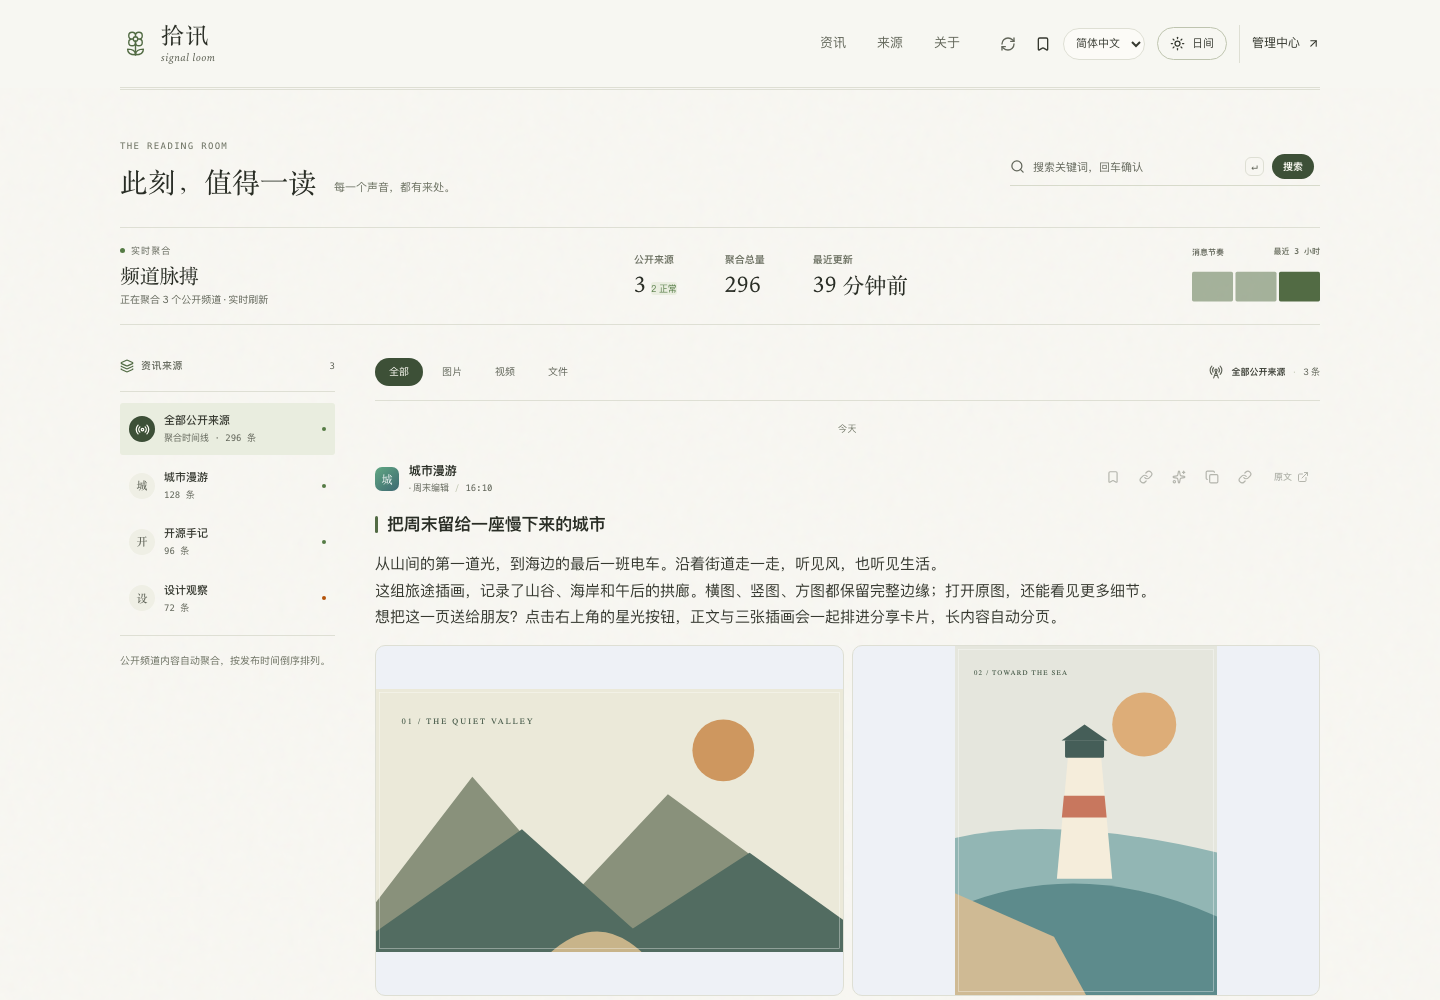 拾讯
signal loom
资讯
来源
关于
简体中文
日间
管理中心
THE READING ROOM
此刻，值得一读
每一个声音，都有来处。
搜索关键词，回车确认
↵
搜索
实时聚合
频道脉搏
正在聚合 3 个公开频道 · 实时刷新
公开来源
3 2 正常
聚合总量
296
最近更新
39 分钟前
消息节奏
最近 3 小时
资讯来源
3
全部公开来源
聚合时间线 · 296 条
城
城市漫游
128 条
开
开源手记
96 条
设
设计观察
72 条
公开频道内容自动聚合，按发布时间倒序排列。
全部
图片
视频
文件
全部公开来源 · 3 条
今天
城
城市漫游
· 周末编辑 / 16:10
原文
把周末留给一座慢下来的城市
从山间的第一道光，到海边的最后一班电车。沿着街道走一走，听见风，也听见生活。
这组旅途插画，记录了山谷、海岸和午后的拱廊。横图、竖图、方图都保留完整边缘；打开原图，还能看见更多细节。
想把这一页送给朋友？点击右上角的星光按钮，正文与三张插画会一起排进分享卡片，长内容自动分页。
01 / THE QUIET VALLEY
02 / TOWARD THE SEA